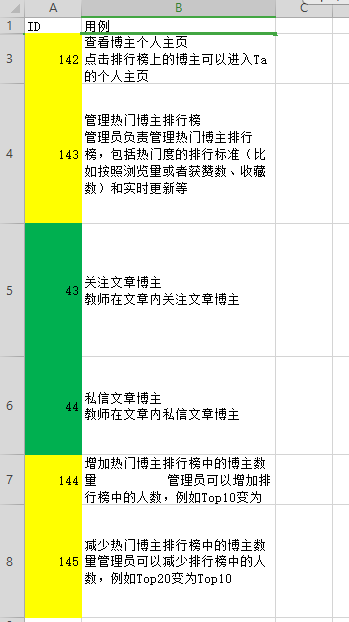 A B C
1 ID 用例
3 142 查看博主个人主页
点击排行榜上的博主可以进入Ta
的个人主页
4 143 管理热门博主排行榜
管理员负责管理热门博主排行
榜，包括热门度的排行标准（比
如按照浏览量或者获赞数、收藏
数）和实时更新等
5 43 关注文章博主
教师在文章内关注文章博主
6 44 私信文章博主
教师在文章内私信文章博主
7 144 增加热门博主排行榜中的博主数
量 管理员可以增加排
行榜中的人数，例如Top10变为
8 145 减少热门博主排行榜中的博主数
量管理员可以减少排行榜中的人
数，例如Top20变为Top10